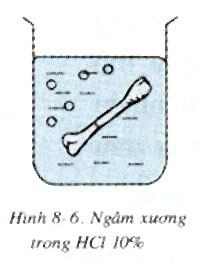 Hình 8-6. Ngâm xương
trong HCl 10%